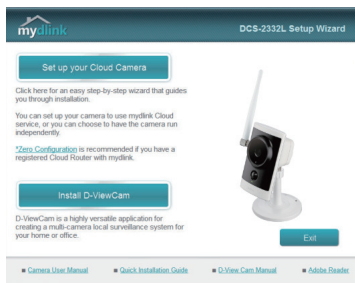 mydlink
DCS-2332L Setup Wizard
Set up your Cloud Camera
Click here for an easy step-by-step wizard that guides
you through installation.
You can set up your camera to use mydlink Cloud
service, or you can choose to have the camera run
independently.
*Zero Configuration is recommended if you have a
registered Cloud Router with mydlink.
Install D-ViewCam
D-ViewCam is a highly versatile application for
creating a multi-camera local surveillance system for
your home or office.
Exit
Camera User Manual
Quick Installation Guide
D-View Cam Manual
Adobe Reader